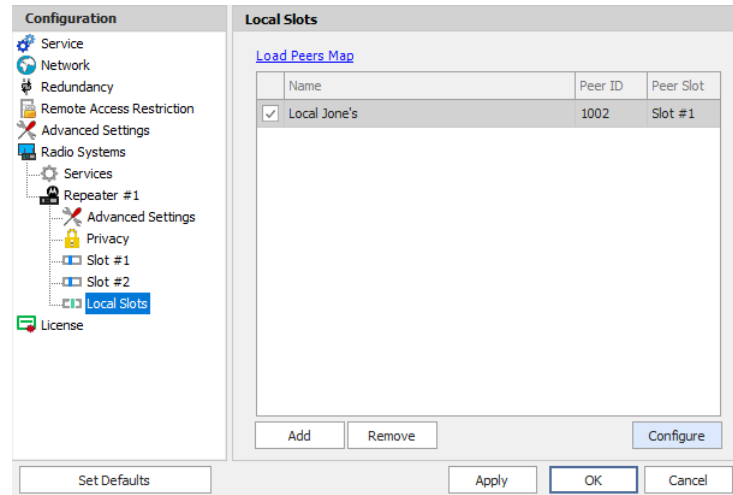 Configuration
Service
Network
Redundancy
Remote Access Restriction
Advanced Settings
Radio Systems
Services
Repeater #1
Advanced Settings
Privacy
Slot #1
Slot #2
Local Slots
License
Set Defaults
Local Slots
Load Peers Map
Name Peer ID Peer Slot
Local Jone's 1002 Slot #1
Add Remove Configure
Apply OK Cancel